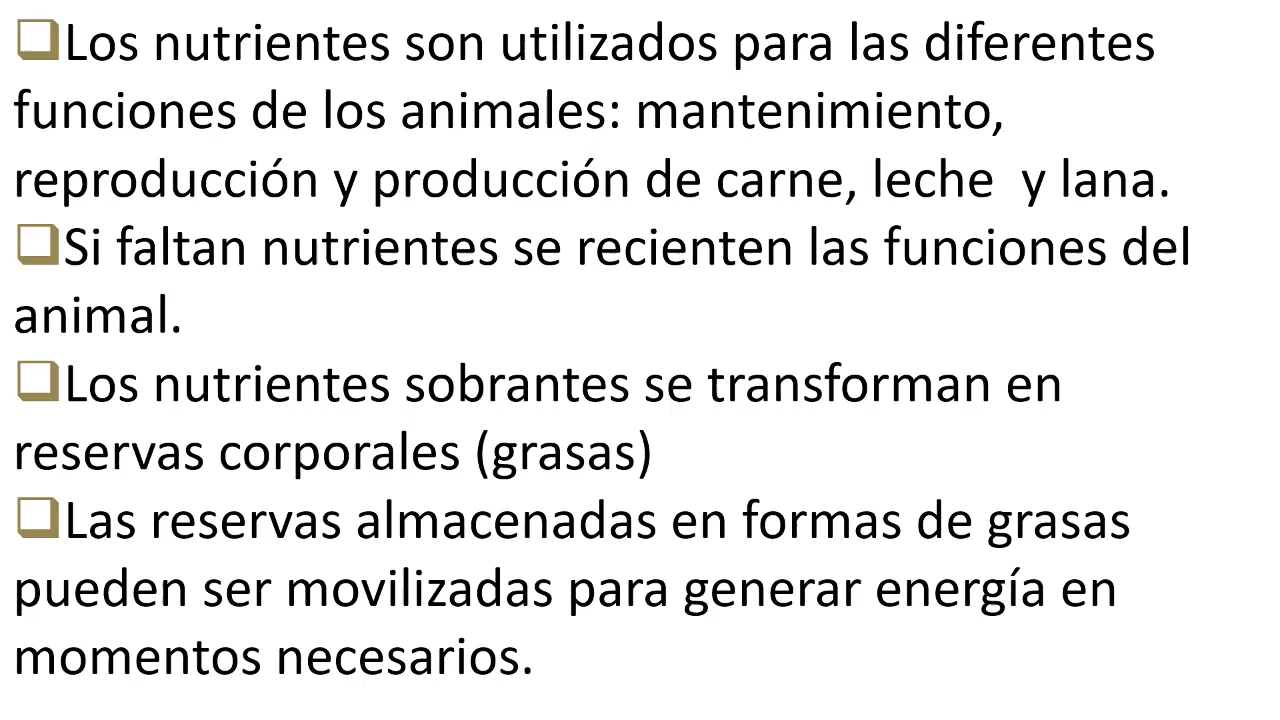 ❑Los nutrientes son utilizados para las diferentes
funciones de los animales: mantenimiento,
reproducción y producción de carne, leche  y lana.
❑Si faltan nutrientes se recienten las funciones del
animal.
❑Los nutrientes sobrantes se transforman en
reservas corporales (grasas)
❑Las reservas almacenadas en formas de grasas
pueden ser movilizadas para generar energía en
momentos necesarios.